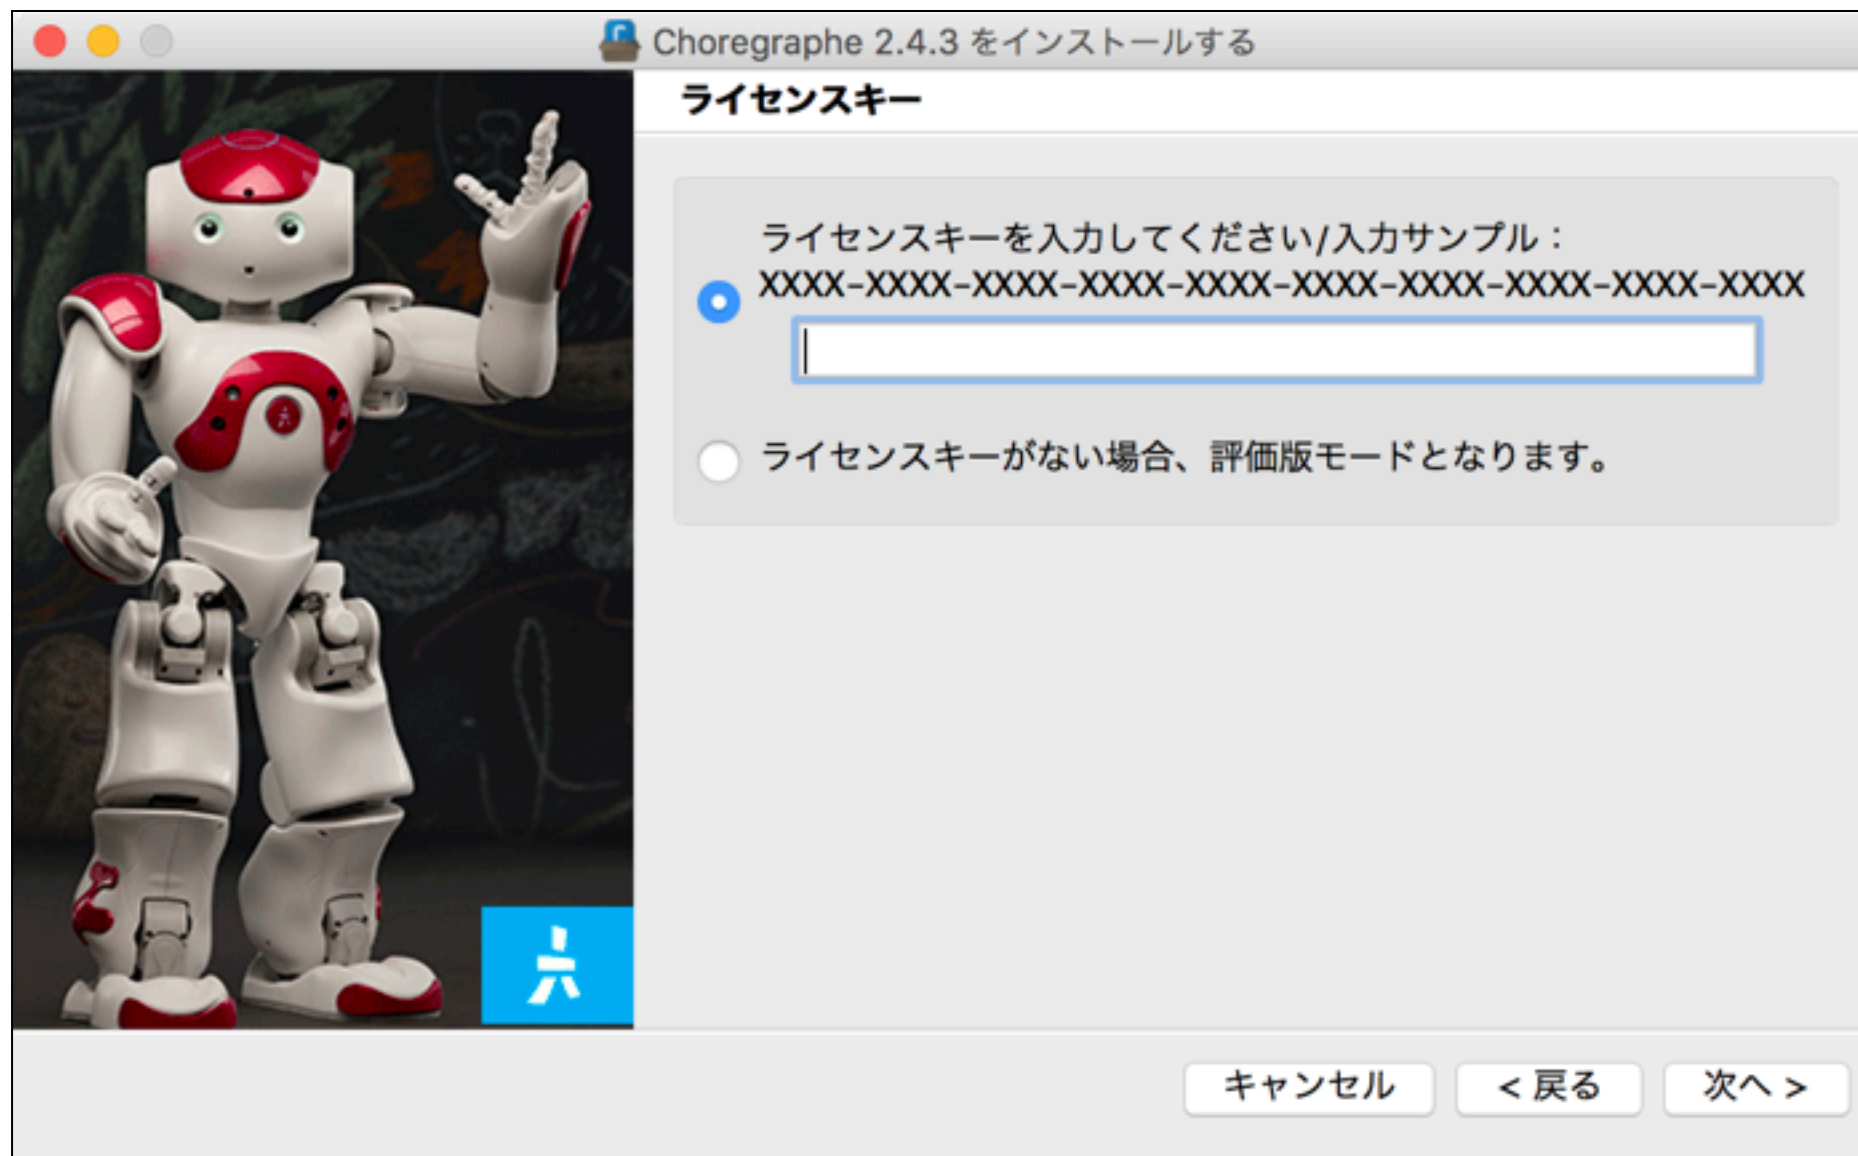 Choregraphe 2.4.3 をインストールする
ライセンスキー
ライセンスキーを入力してください/入力サンプル：
XXXX-XXXX-XXXX-XXXX-XXXX-XXXX-XXXX-XXXX-XXXX-XXXX
ライセンスキーがない場合、評価版モードとなります。
キャンセル
< 戻る
次へ >